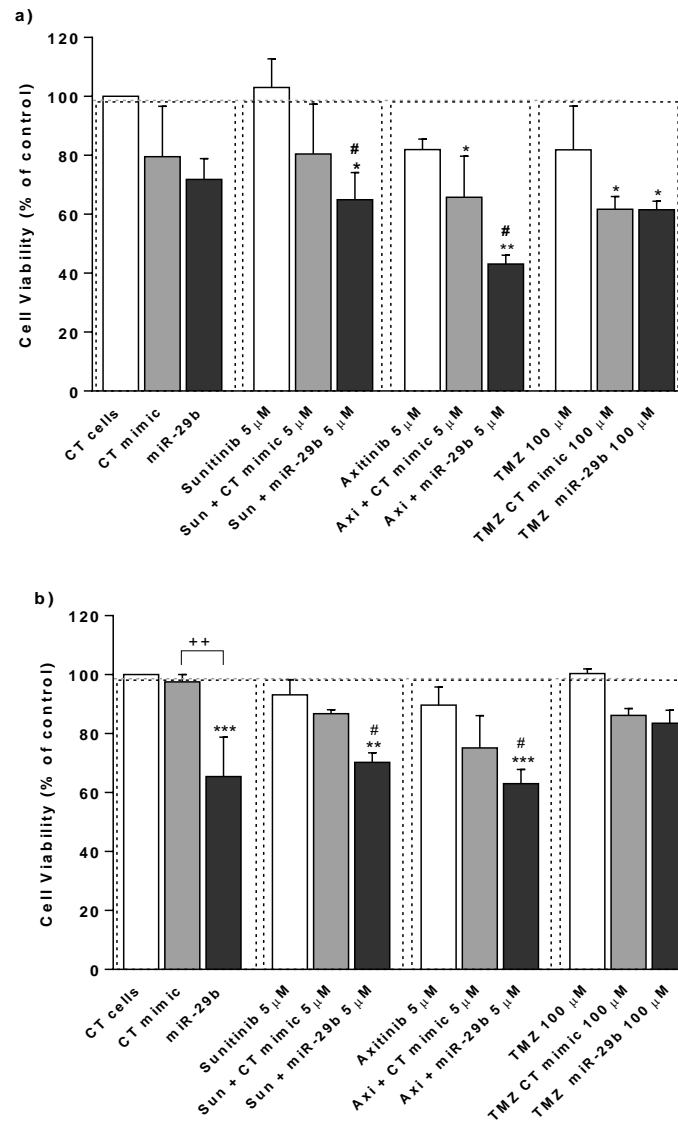 a)
120
100
80
60
40
20
0
Cell Viability (% of control)
#
*
*
#
**
*
*
CT cells
CT mimic
miR-29b
Sunitinib 5 μM
Sun + CT mimic 5 μM
Sun + miR-29b 5 μM
Axitinib 5 μM
Axi + CT mimic 5 μM
Axi + miR-29b 5 μM
TMZ 100 μM
TMZ CT mimic 100 μM
TMZ miR-29b 100 μM
b)
120
100
80
60
40
20
0
Cell Viability (% of control)
++
***
#
**
#
***
CT cells
CT mimic
miR-29b
Sunitinib 5 μM
Sun + CT mimic 5 μM
Sun + miR-29b 5 μM
Axitinib 5 μM
Axi + CT mimic 5 μM
Axi + miR-29b 5 μM
TMZ 100 μM
TMZ CT mimic 100 μM
TMZ miR-29b 100 μM